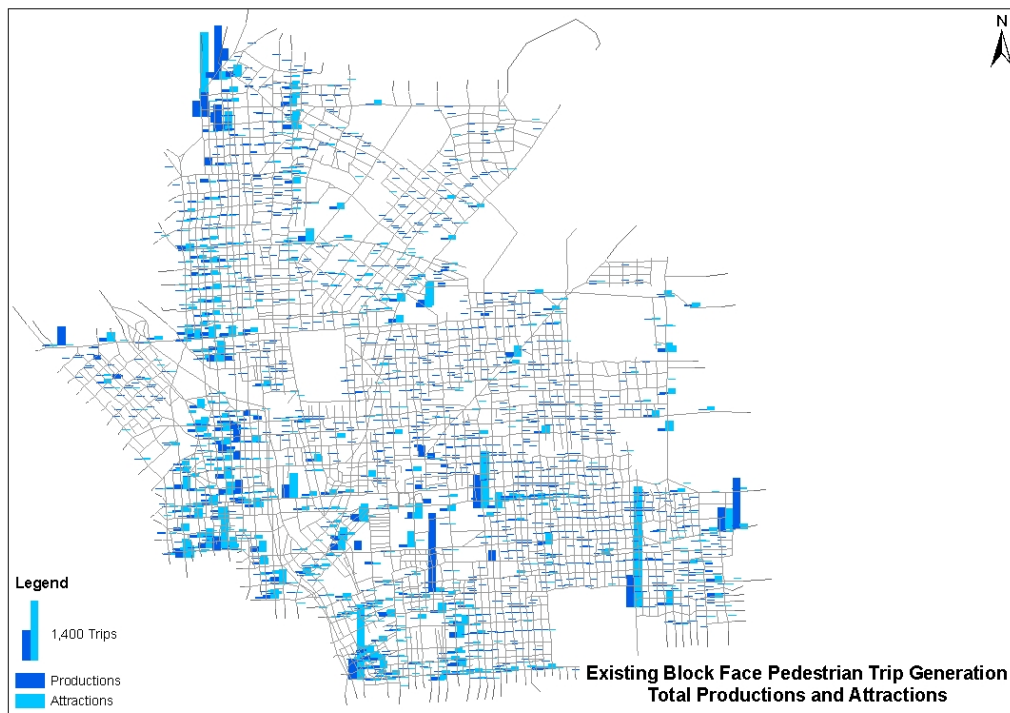 N
Legend
1,400 Trips
Productions
Attractions
Existing Block Face Pedestrian Trip Generation
Total Productions and Attractions